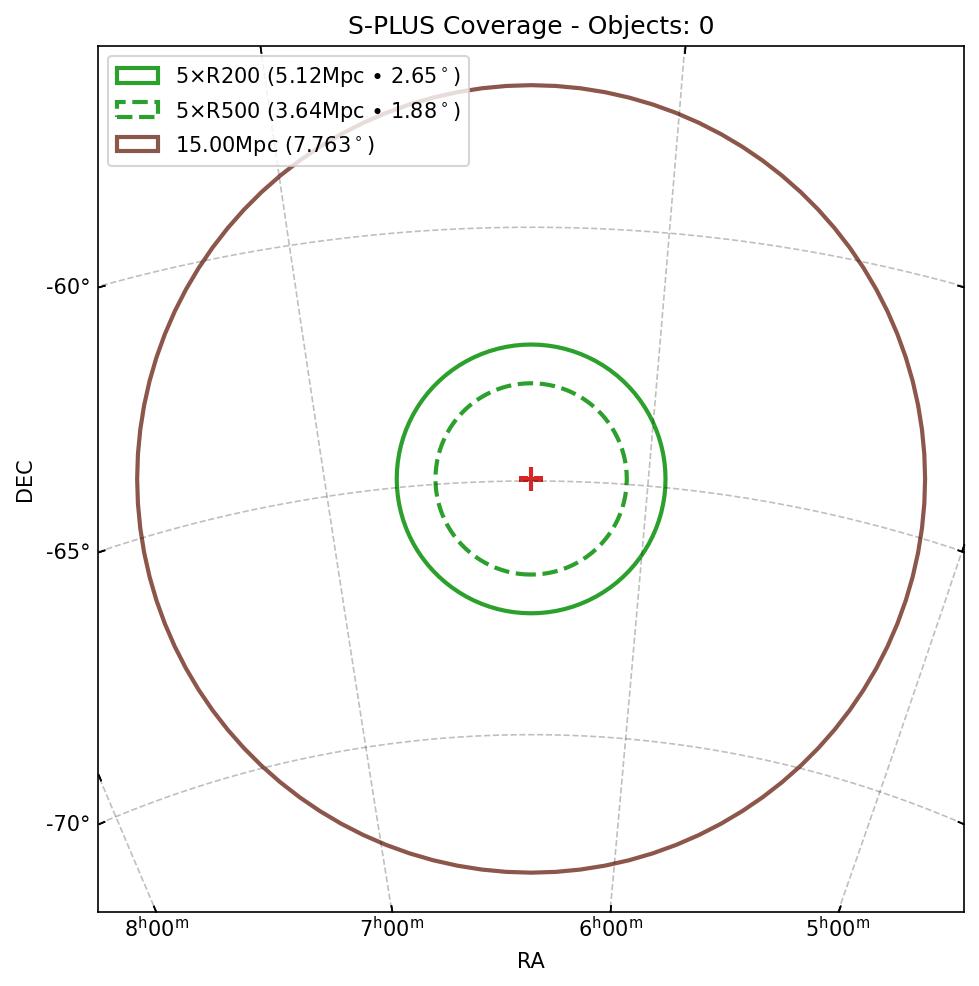 S-PLUS Coverage - Objects: 0
5×R200 (5.12Mpc • 2.65°)
5×R500 (3.64Mpc • 1.88°)
15.00Mpc (7.763°)
-60°
-65°
-70°
DEC
8ʰ00ᵐ 7ʰ00ᵐ 6ʰ00ᵐ 5ʰ00ᵐ
RA